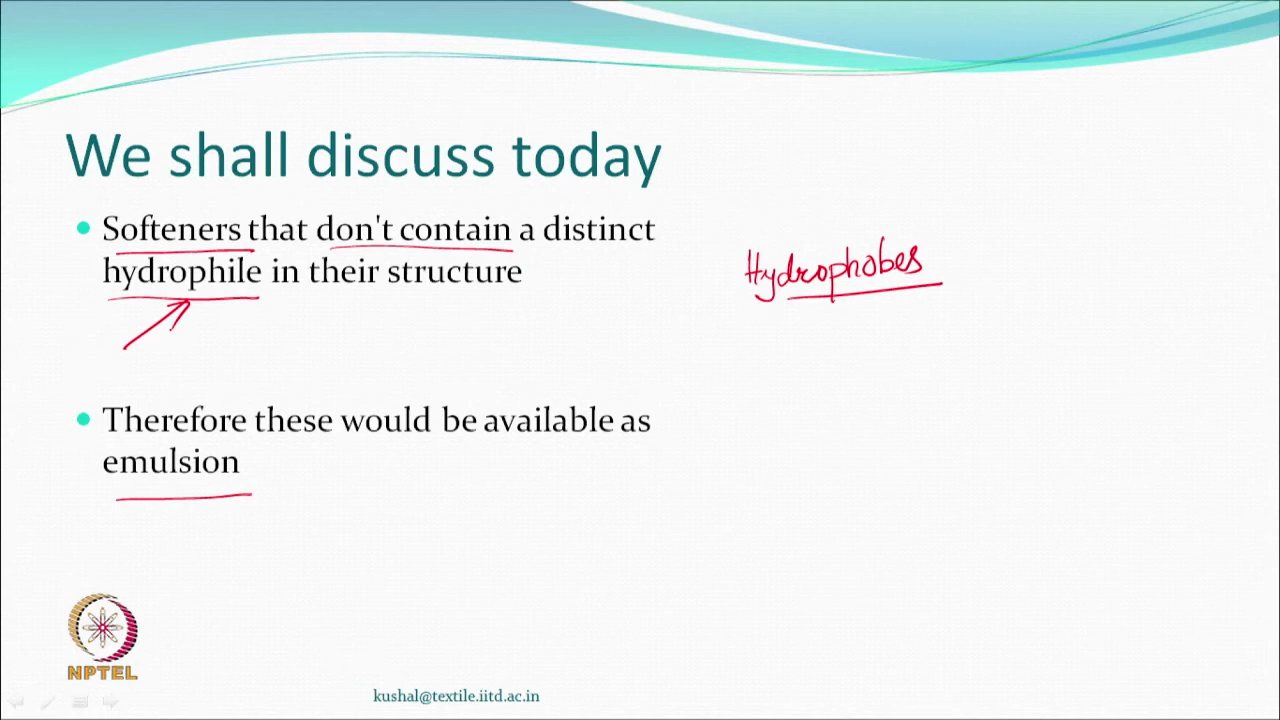 We shall discuss today
Softeners that don't contain a distinct
hydrophile in their structure
Hydrophobes
Therefore these would be available as
emulsion
NPTEL
kushal@textile.iitd.ac.in